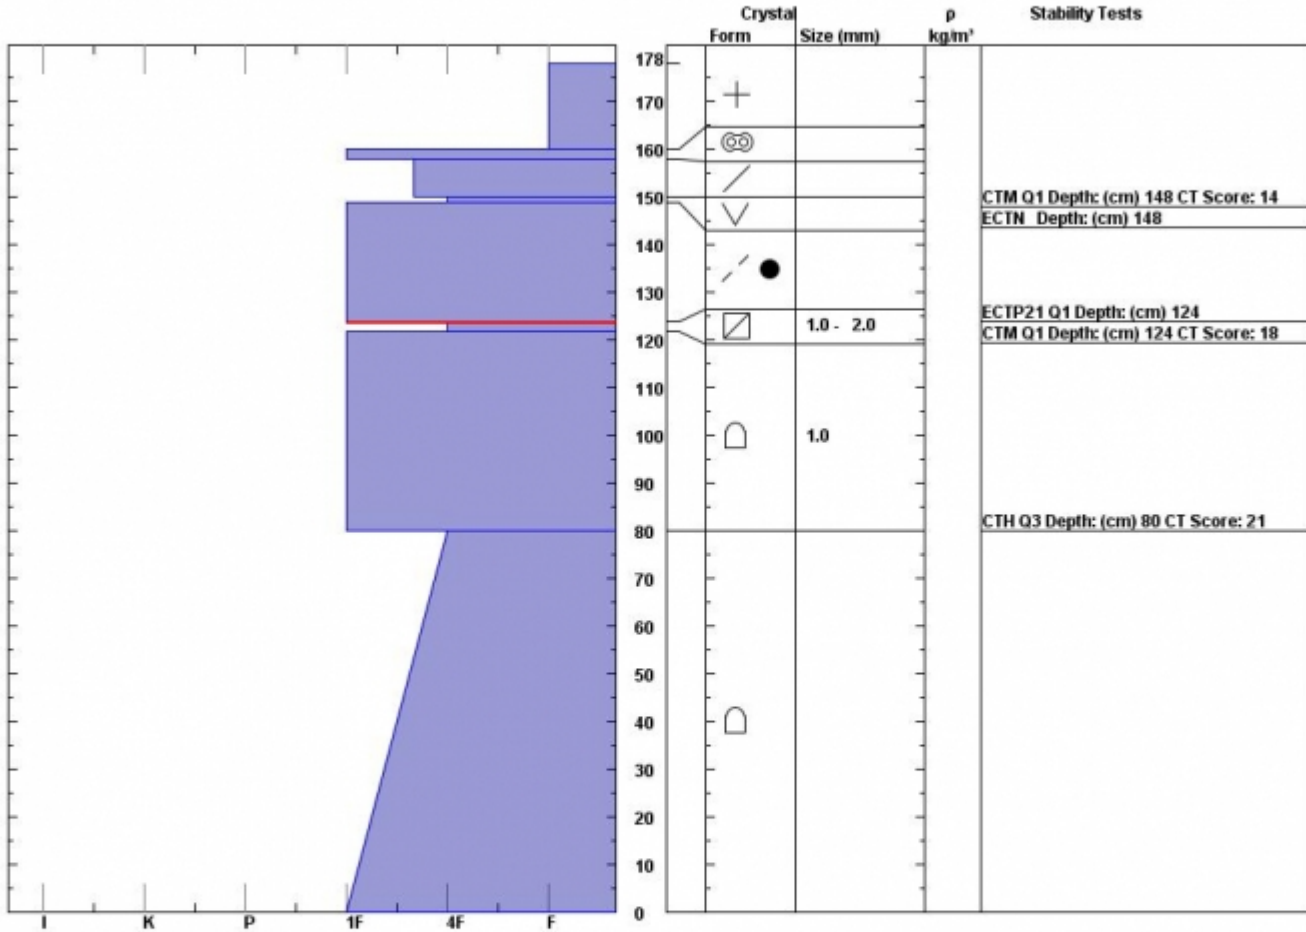 Crystal ρ Stability Tests
Form Size (mm) kg/m³
178
170
160
150
CTM Q1 Depth: (cm) 148 CT Score: 14
ECTN Depth: (cm) 148
140
130
ECTP21 Q1 Depth: (cm) 124
1.0 - 2.0
CTM Q1 Depth: (cm) 124 CT Score: 18
120
110
100 1.0
90
CTH Q3 Depth: (cm) 80 CT Score: 21
80
70
60
50
40
30
20
10
0
I K P 1F 4F F